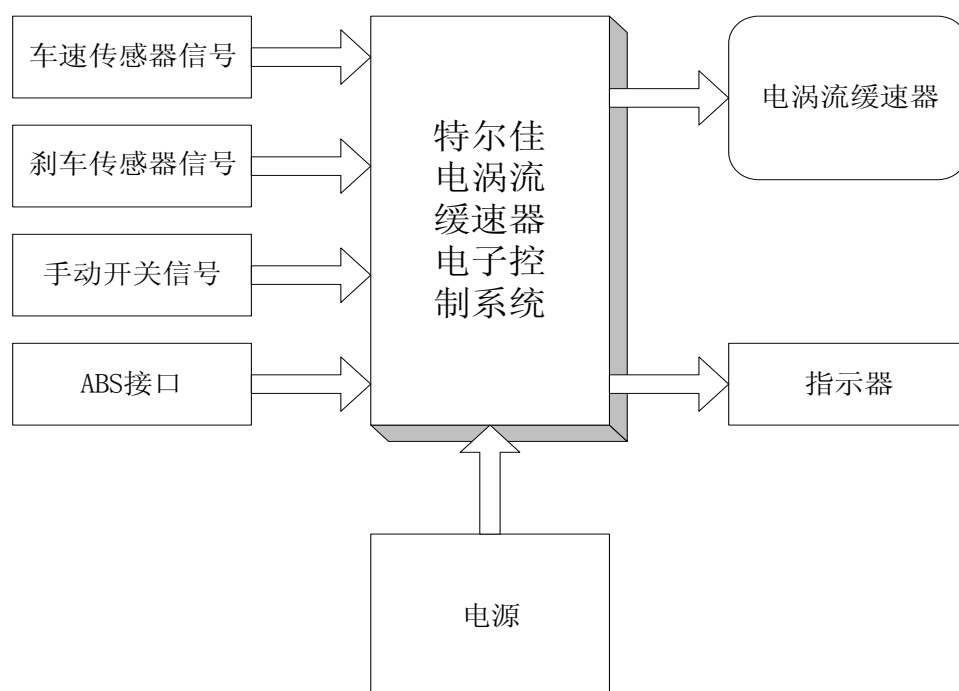 车速传感器信号
刹车传感器信号
手动开关信号
ABS接口
特尔佳
电涡流
缓速器
电子控
制系统
电涡流缓速器
指示器
电源